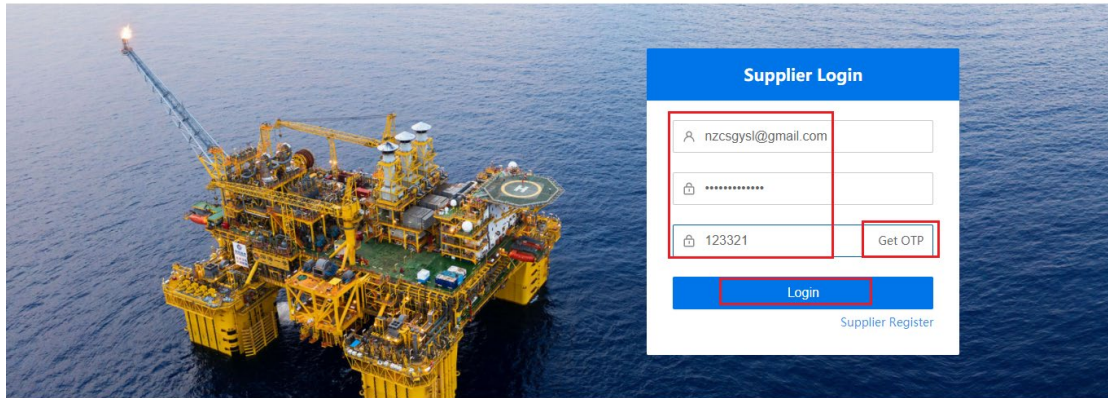 Supplier Login
nzcsgysl@gmail.com
•••••••••••••
123321 Get OTP
Login
Supplier Register
H